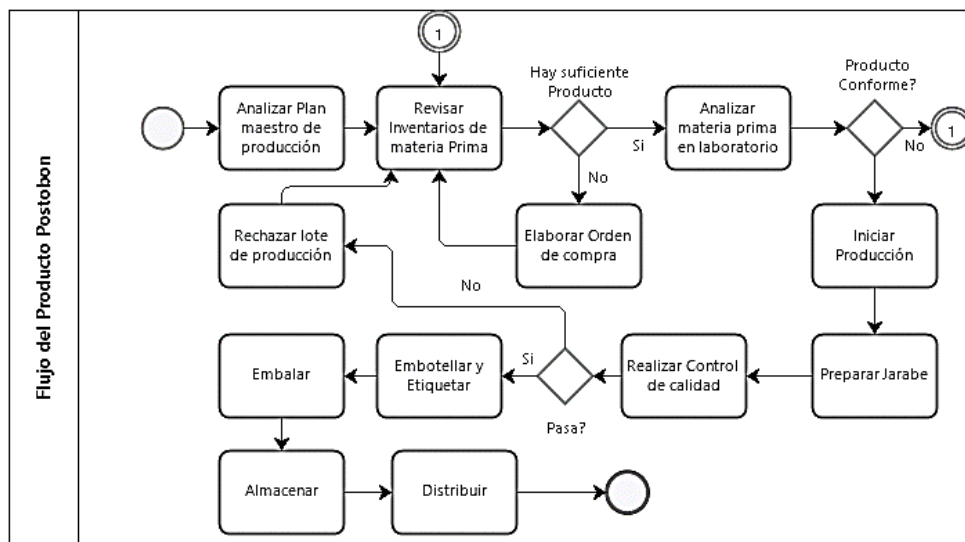 Flujo del Producto Postobon
1
Analizar Plan
maestro de
producción
Revisar
Inventarios de
materia Prima
Hay suficiente
Producto
Si
No
Analizar
materia prima
en laboratorio
Producto
Conforme?
No
1
Rechazar lote
de producción
Elaborar Orden
de compra
Iniciar
Producción
No
Embalar
Embotellar y
Etiquetar
Si
Pasa?
Realizar Control
de calidad
Preparar Jarabe
Almacenar
Distribuir